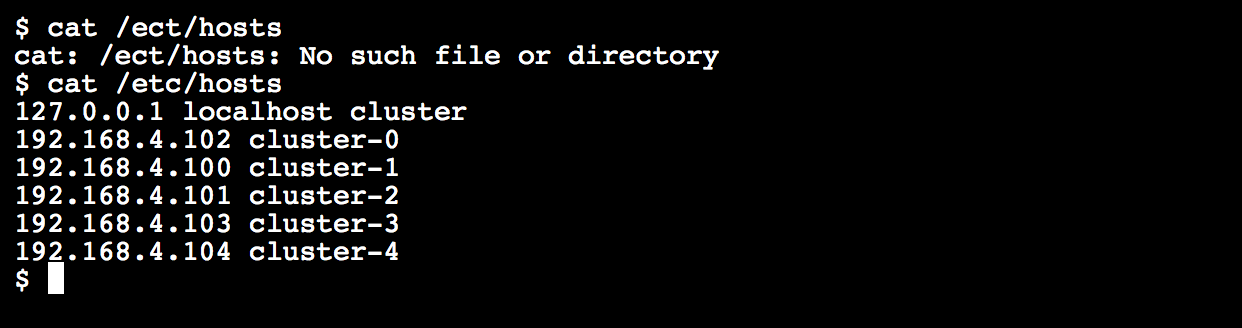 $ cat /ect/hosts
cat: /ect/hosts: No such file or directory
$ cat /etc/hosts
127.0.0.1 localhost cluster
192.168.4.102 cluster-0
192.168.4.100 cluster-1
192.168.4.101 cluster-2
192.168.4.103 cluster-3
192.168.4.104 cluster-4
$